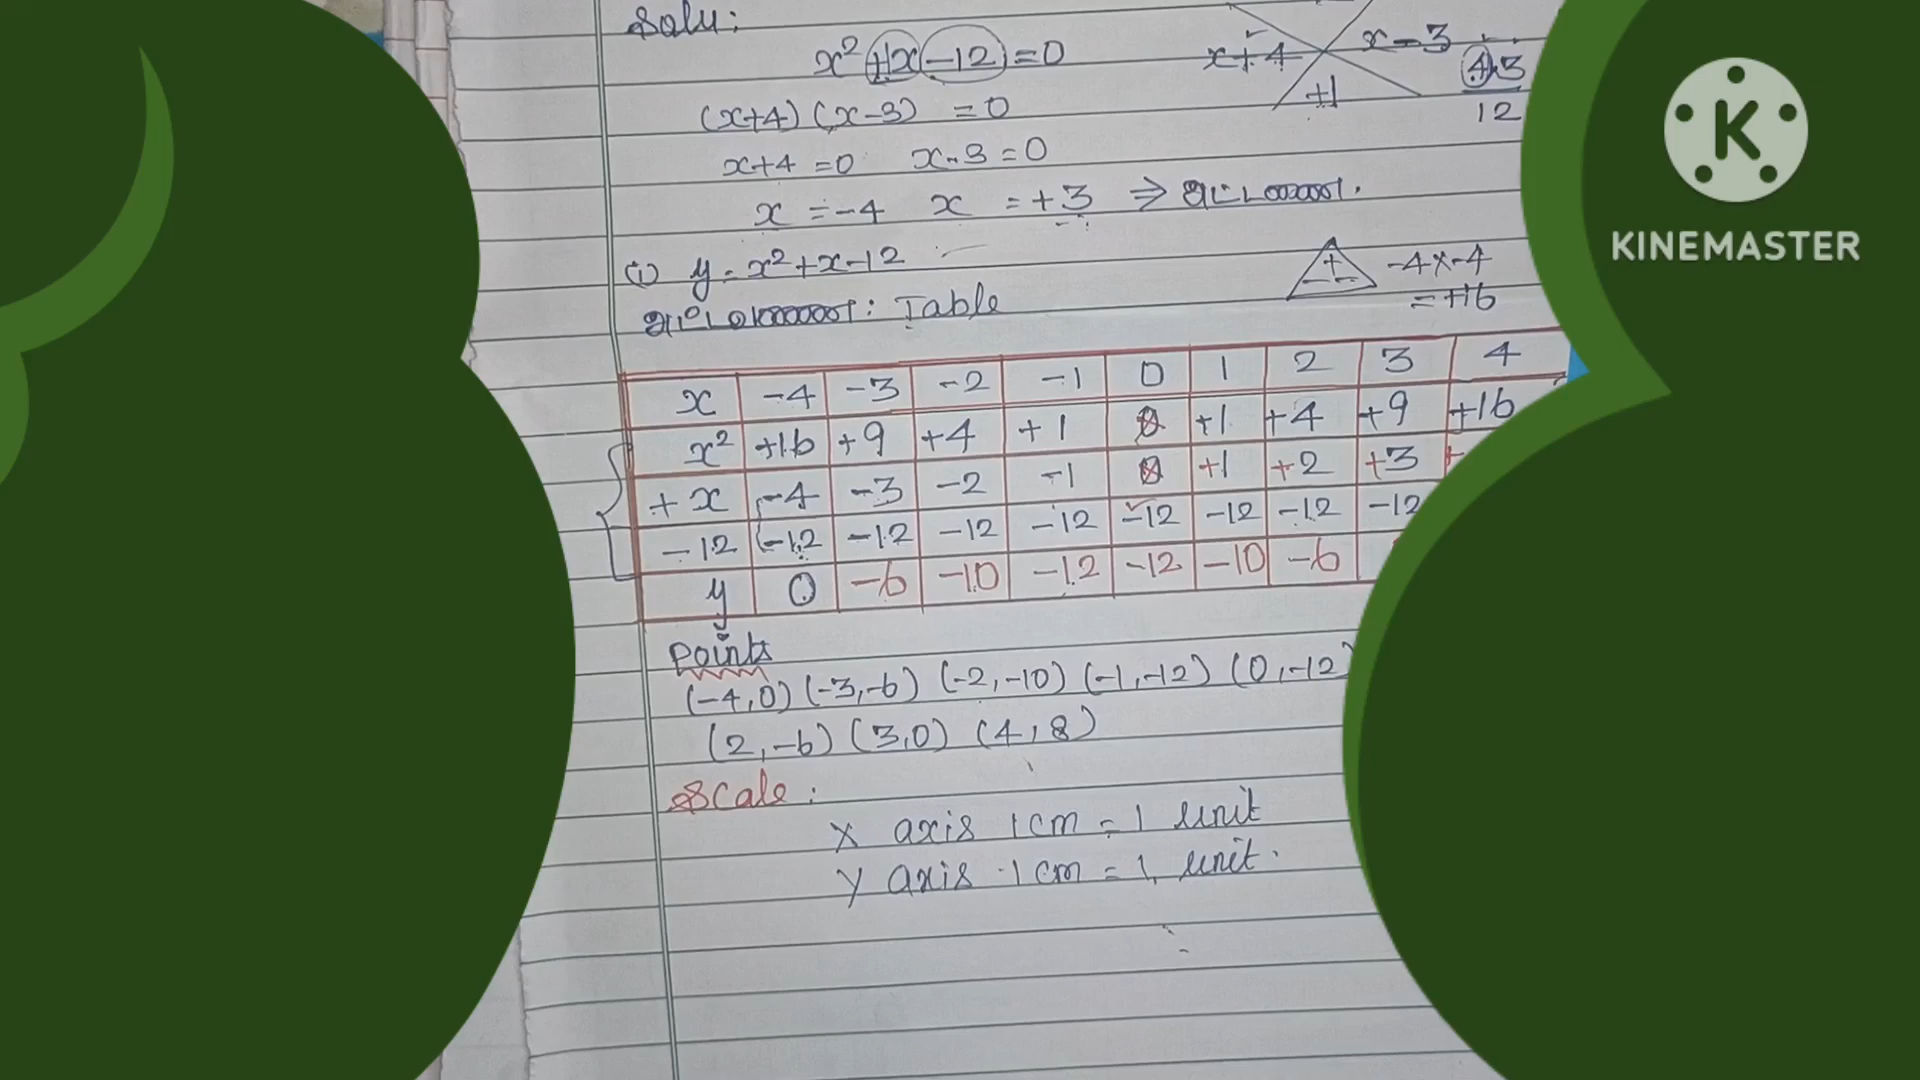 Solu:
x² +1x -12 = 0
x+4 x-3
+1
4×3
12
(x+4) (x-3) = 0
x+4 = 0 x-3 = 0
x = -4 x = +3 ⇒
(i) y = x²+x-12
+ - - -4×-4
= +16
: Table
x -4 -3 -2 -1 0 1 2 3 4
x² +16 +9 +4 +1 0 +1 +4 +9 +16
+x -4 -3 -2 -1 0 +1 +2 +3 +
-12 -12 -12 -12 -12 -12 -12 -12 -12
y 0 -6 -10 -12 -12 -10 -6
Points
(-4,0) (-3,-6) (-2,-10) (-1,-12) (0,-12)
(2,-6) (3,0) (4,8)
Scale:
X axis 1cm = 1 unit
Y axis 1cm = 1 unit.
K
KINEMASTER